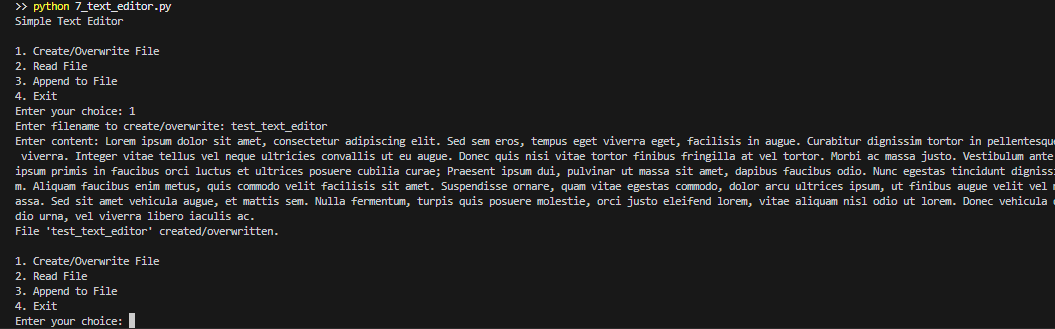 >> python 7_text_editor.py
Simple Text Editor
1. Create/Overwrite File
2. Read File
3. Append to File
4. Exit
Enter your choice: 1
Enter filename to create/overwrite: test_text_editor
Enter content: Lorem ipsum dolor sit amet, consectetur adipiscing elit. Sed sem eros, tempus eget viverra eget, facilisis in augue. Curabitur dignissim tortor in pellentesqu
viverra. Integer vitae tellus vel neque ultricies convallis ut eu augue. Donec quis nisi vitae tortor finibus fringilla at vel tortor. Morbi ac massa justo. Vestibulum ante
ipsum primis in faucibus orci luctus et ultrices posuere cubilia curae; Praesent ipsum dui, pulvinar ut massa sit amet, dapibus faucibus odio. Nunc egestas tincidunt digniss
m. Aliquam faucibus enim metus, quis commodo velit facilisis sit amet. Suspendisse ornare, quam vitae egestas commodo, dolor arcu ultrices ipsum, ut finibus augue velit vel
assa. Sed sit amet vehicula augue, et mattis sem. Nulla fermentum, turpis quis posuere molestie, orci justo eleifend lorem, vitae aliquam nisl odio ut lorem. Donec vehicula
dio urna, vel viverra libero iaculis ac.
File 'test_text_editor' created/overwritten.
1. Create/Overwrite File
2. Read File
3. Append to File
4. Exit
Enter your choice: